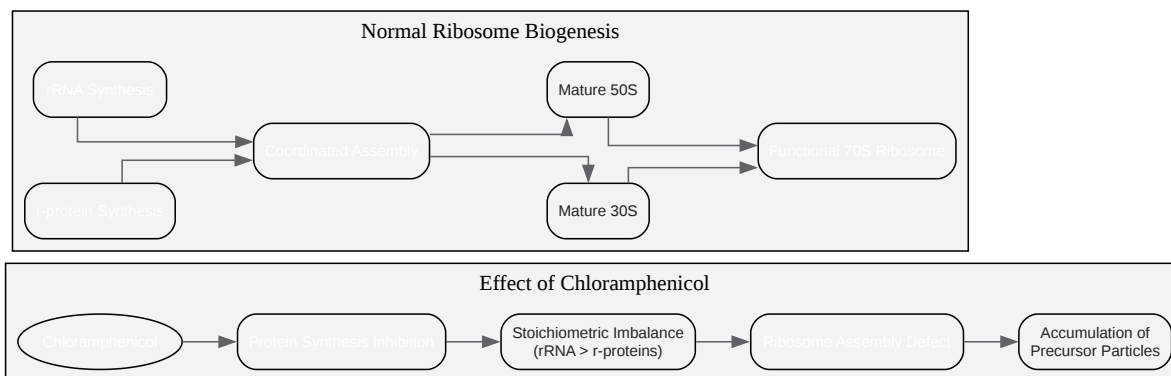 Normal Ribosome Biogenesis
rRNA Synthesis
r-protein Synthesis
Coordinated Assembly
Mature 50S
Mature 30S
Functional 70S Ribosome
Effect of Chloramphenicol
Chloramphenicol
Protein Synthesis Inhibition
Stoichiometric Imbalance
(rRNA > r-proteins)
Ribosome Assembly Defect
Accumulation of
Precursor Particles